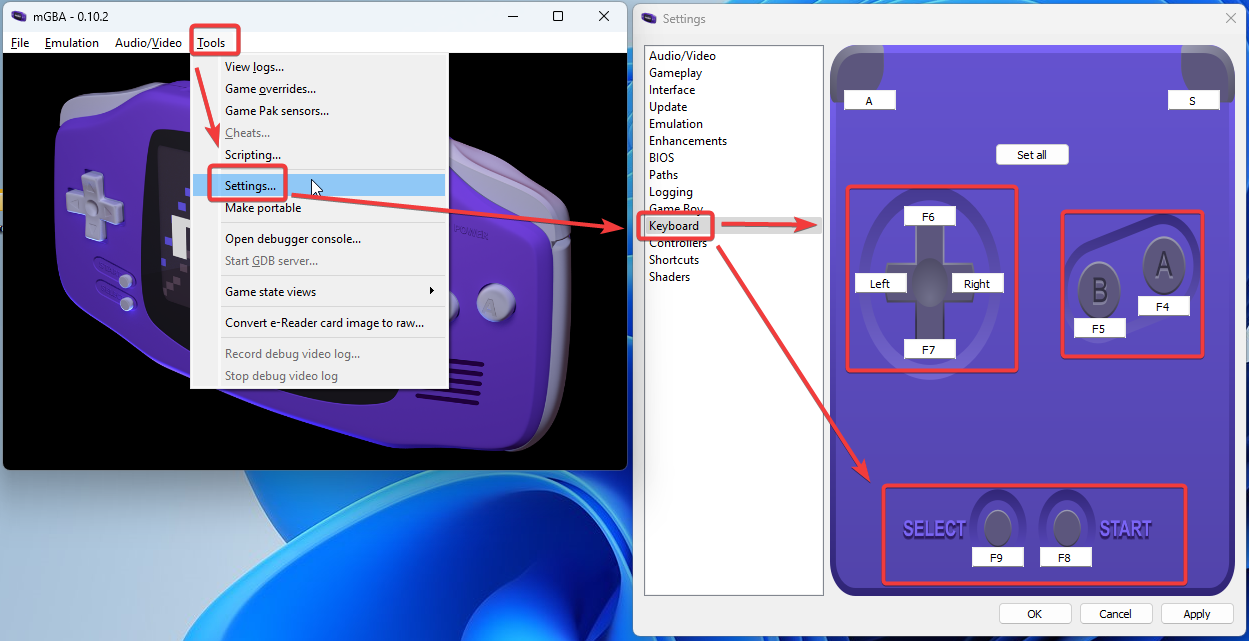 mGBA - 0.10.2
File Emulation Audio/Video Tools
View logs...
Game overrides...
Game Pak sensors...
Cheats...
Scripting...
Settings...
Make portable
Open debugger console...
Start GDB server...
Game state views
Convert e-Reader card image to raw...
Record debug video log...
Stop debug video log
POWER
A
Settings
Audio/Video
Gameplay
Interface
Update
Emulation
Enhancements
BIOS
Paths
Logging
Game Boy
Keyboard
Controllers
Shortcuts
Shaders
A
S
Set all
F6
Left
Right
F7
A
B
F4
F5
SELECT
START
F9
F8
OK
Cancel
Apply